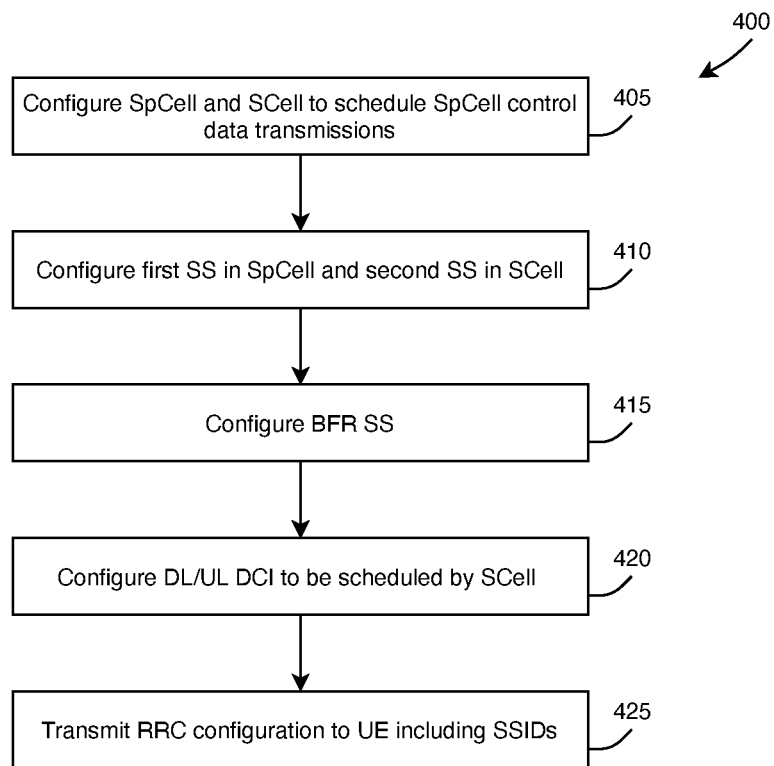 400
Configure SpCell and SCell to schedule SpCell control
data transmissions
405
Configure first SS in SpCell and second SS in SCell
410
Configure BFR SS
415
Configure DL/UL DCI to be scheduled by SCell
420
Transmit RRC configuration to UE including SSIDs
425